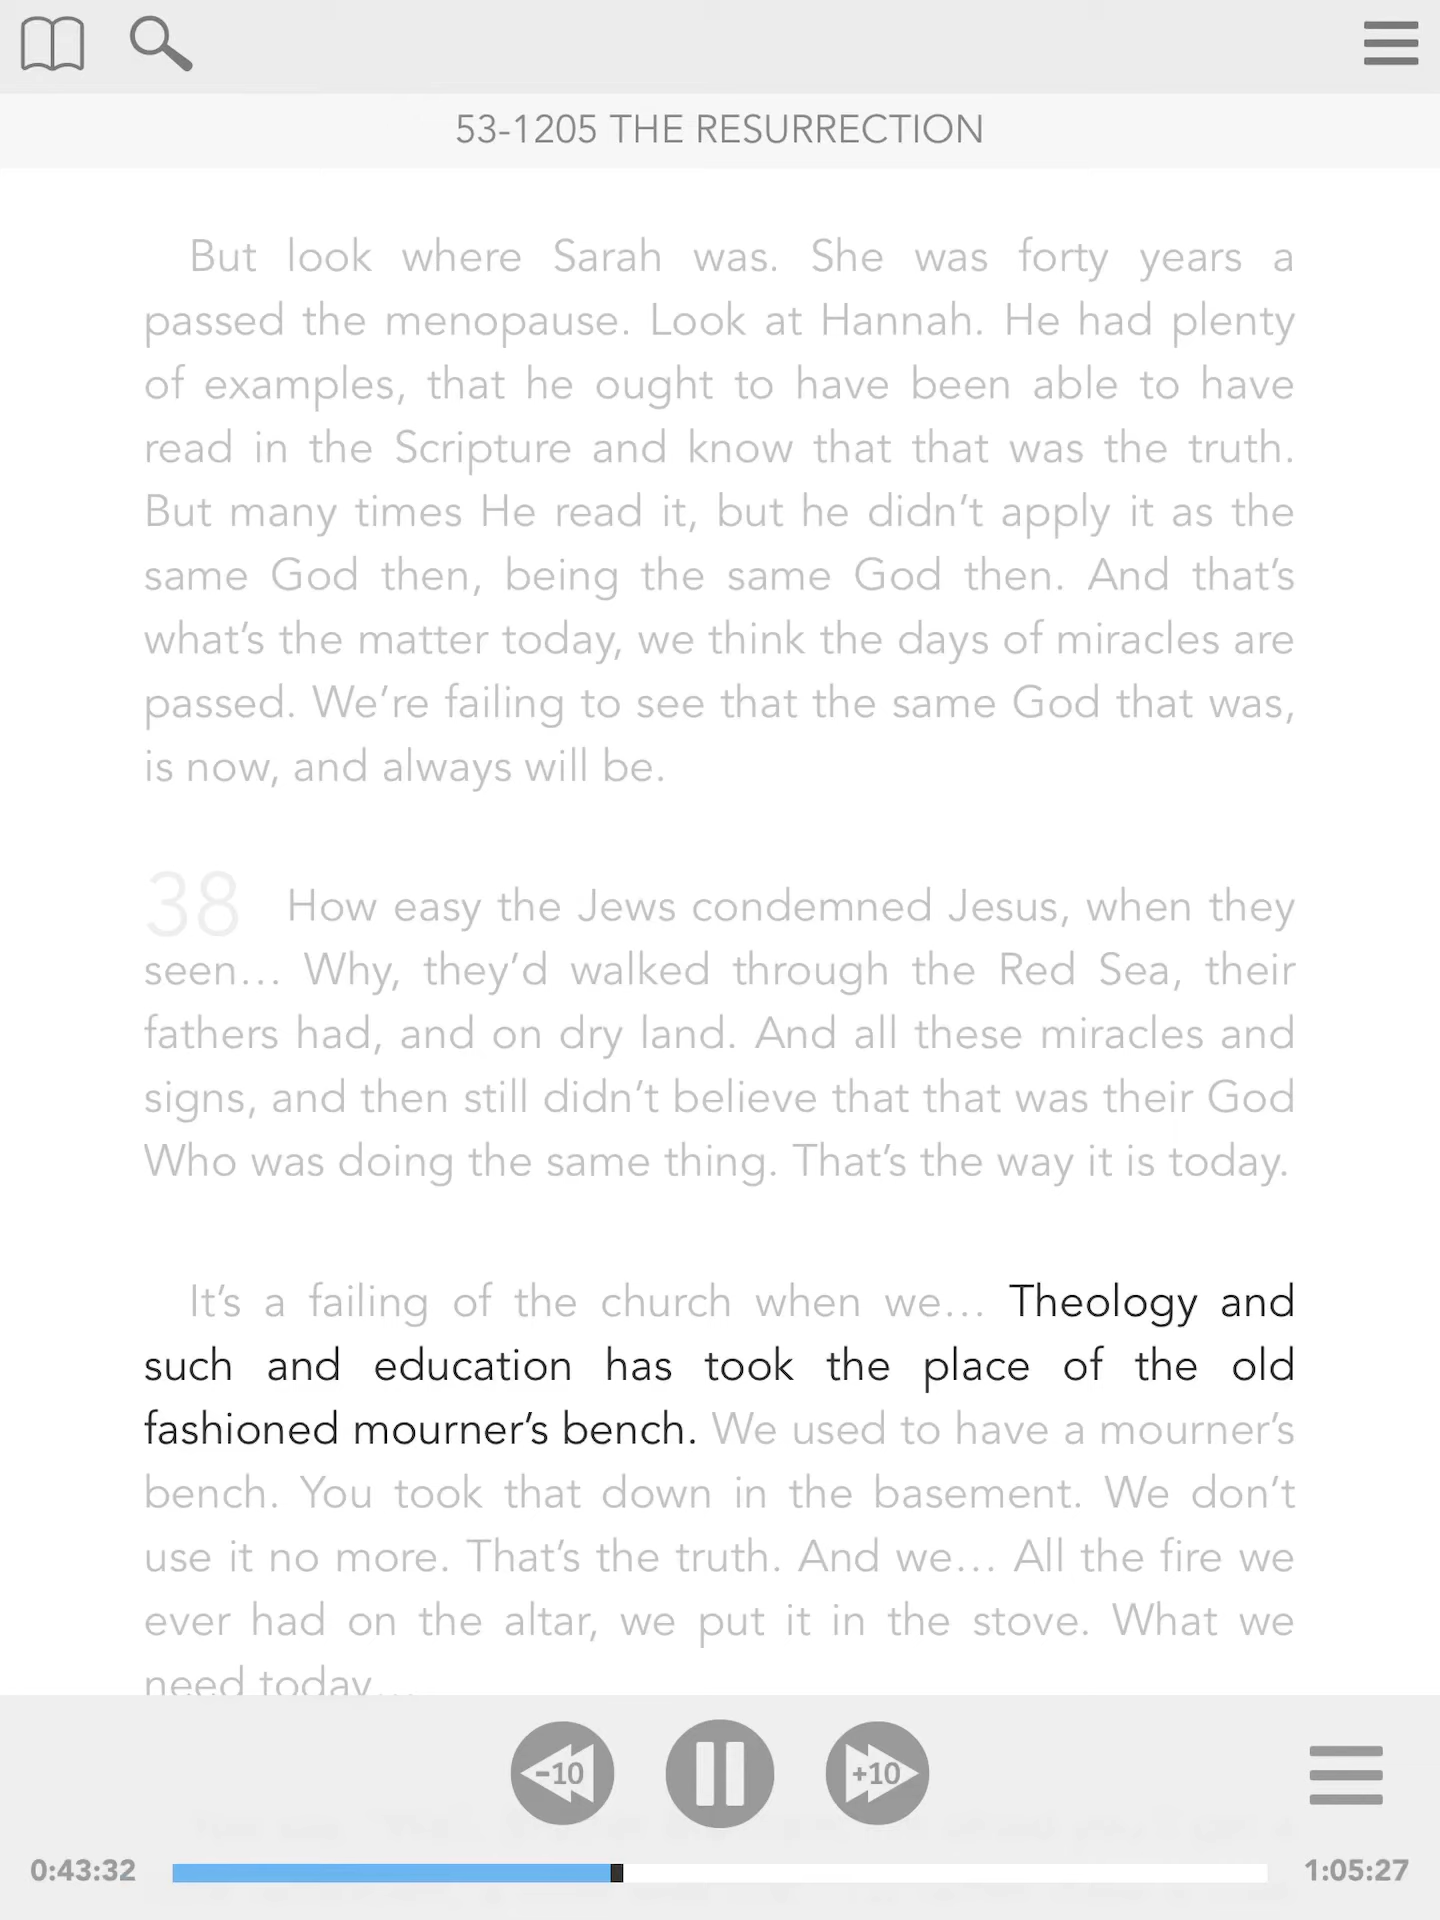 53-1205 THE RESURRECTION
But look where Sarah was. She was forty years a
passed the menopause. Look at Hannah. He had plenty
of examples, that he ought to have been able to have
read in the Scripture and know that that was the truth.
But many times He read it, but he didn’t apply it as the
same God then, being the same God then. And that’s
what’s the matter today, we think the days of miracles are
passed. We’re failing to see that the same God that was,
is now, and always will be.
38 How easy the Jews condemned Jesus, when they
seen… Why, they’d walked through the Red Sea, their
fathers had, and on dry land. And all these miracles and
signs, and then still didn’t believe that that was their God
Who was doing the same thing. That’s the way it is today.
It’s a failing of the church when we… Theology and
such and education has took the place of the old
fashioned mourner’s bench. We used to have a mourner’s
bench. You took that down in the basement. We don’t
use it no more. That’s the truth. And we… All the fire we
ever had on the altar, we put it in the stove. What we
need today…
-10 +10
0:43:32 1:05:27